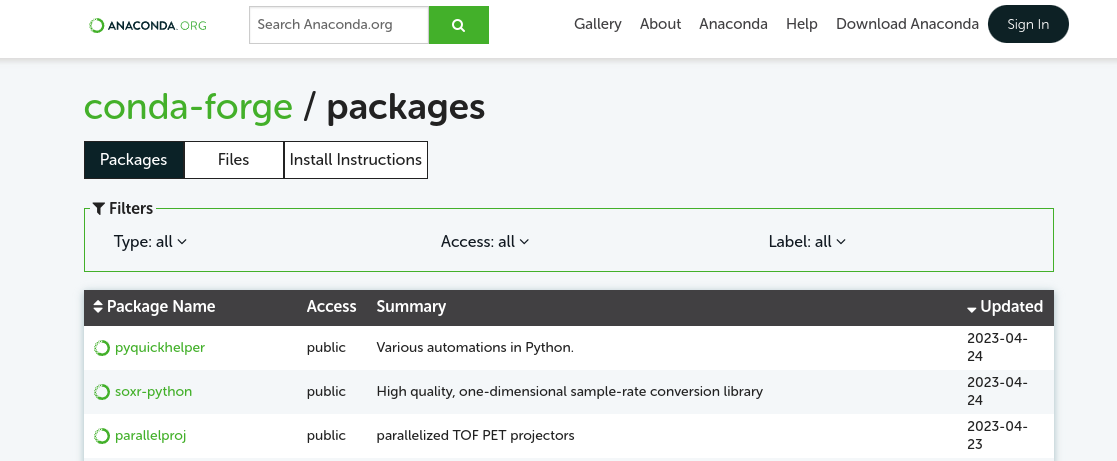 ANACONDA.ORG
Search Anaconda.org
Gallery About Anaconda Help Download Anaconda Sign In
conda-forge / packages
Packages Files Install Instructions
Filters
Type: all Access: all Label: all
Package Name Access Summary Updated
pyquickhelper public Various automations in Python. 2023-04-
24
soxr-python public High quality, one-dimensional sample-rate conversion library 2023-04-
24
parallelproj public parallelized TOF PET projectors 2023-04-
23